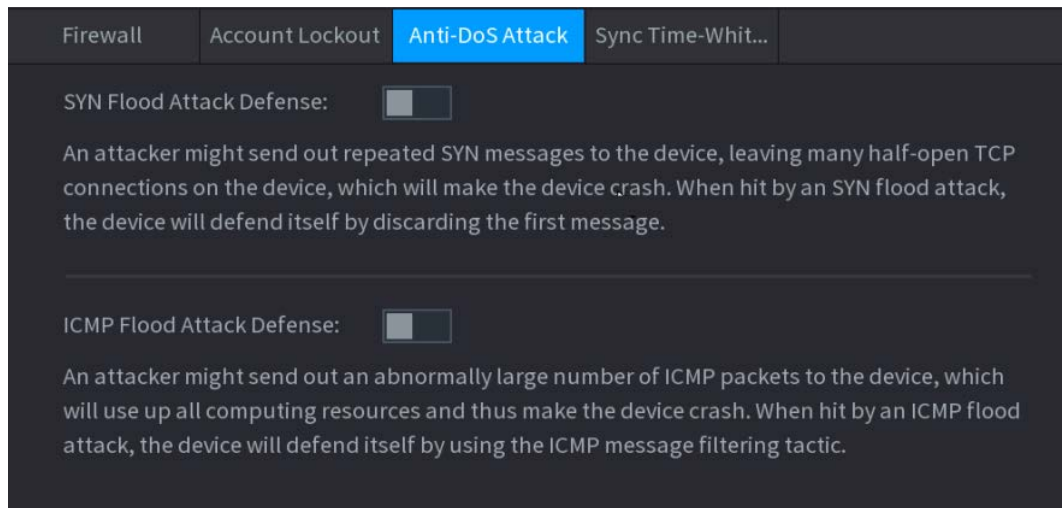 Firewall Account Lockout Anti-DoS Attack Sync Time-Whit...
SYN Flood Attack Defense:
An attacker might send out repeated SYN messages to the device, leaving many half-open TCP
connections on the device, which will make the device crash. When hit by an SYN flood attack,
the device will defend itself by discarding the first message.
ICMP Flood Attack Defense:
An attacker might send out an abnormally large number of ICMP packets to the device, which
will use up all computing resources and thus make the device crash. When hit by an ICMP flood
attack, the device will defend itself by using the ICMP message filtering tactic.